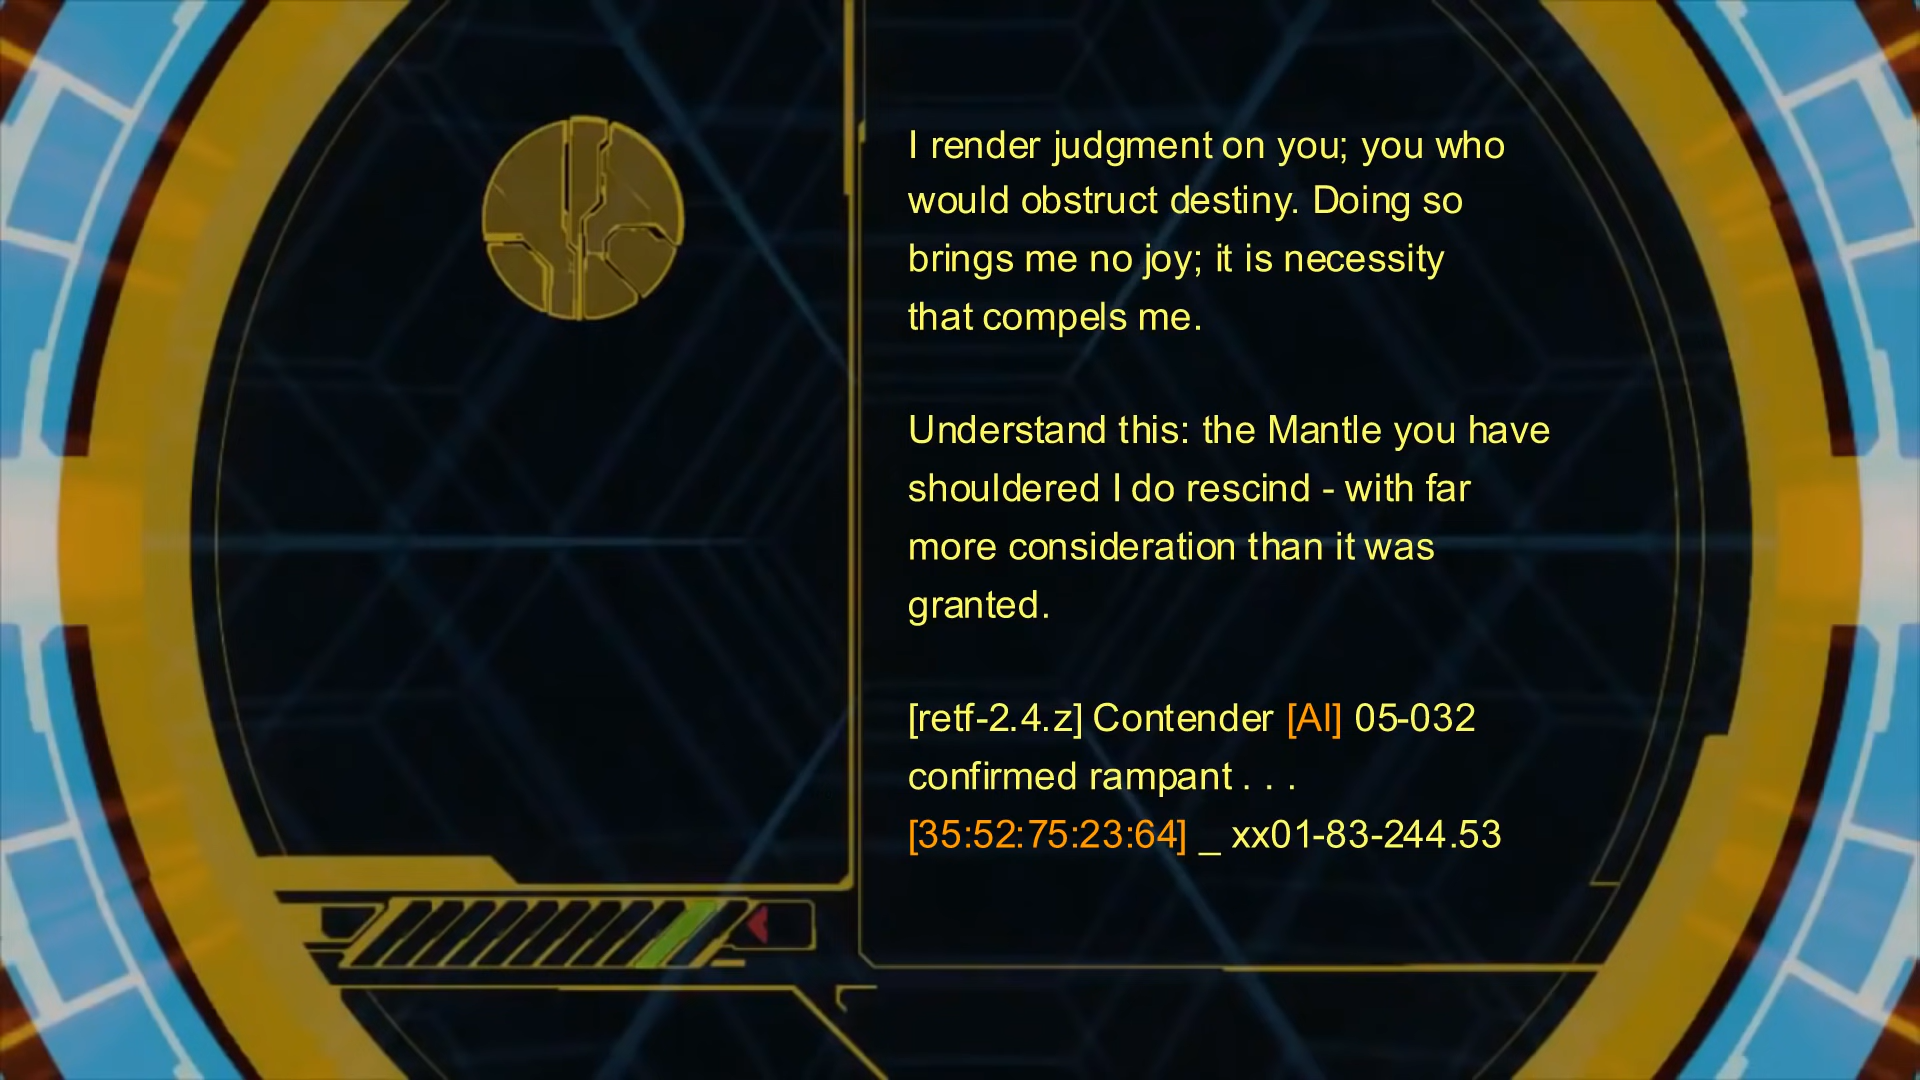 I render judgment on you; you who
would obstruct destiny. Doing so
brings me no joy; it is necessity
that compels me.
Understand this: the Mantle you have
shouldered I do rescind - with far
more consideration than it was
granted.
[retf-2.4.z] Contender [AI] 05-032
confirmed rampant . . .
[35:52:75:23:64] _ xx01-83-244.53